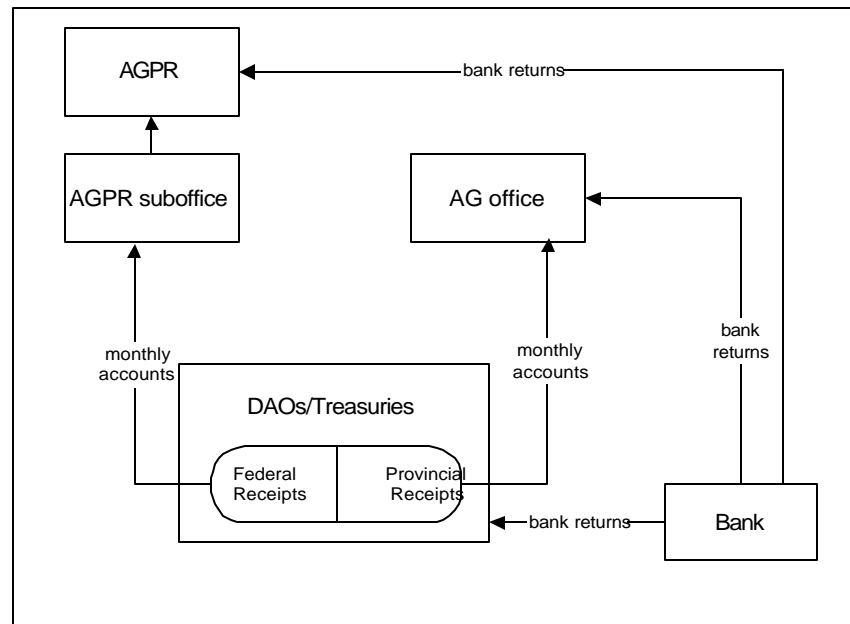 AGPR
bank returns
AGPR suboffice
AG office
bank
returns
monthly
accounts
monthly
accounts
DAOs/Treasuries
Federal
Receipts
Provincial
Receipts
bank returns
Bank